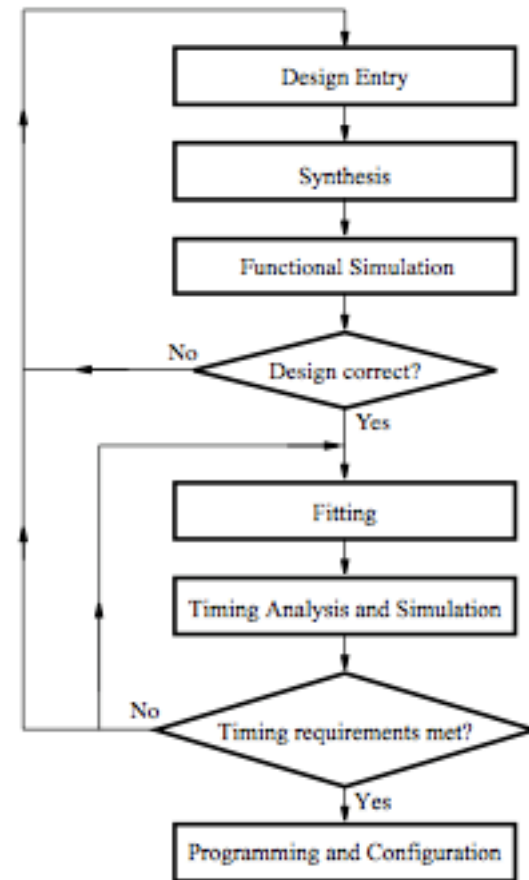 Design Entry
Synthesis
Functional Simulation
No
Design correct?
Yes
Fitting
Timing Analysis and Simulation
No
Timing requirements met?
Yes
Programming and Configuration